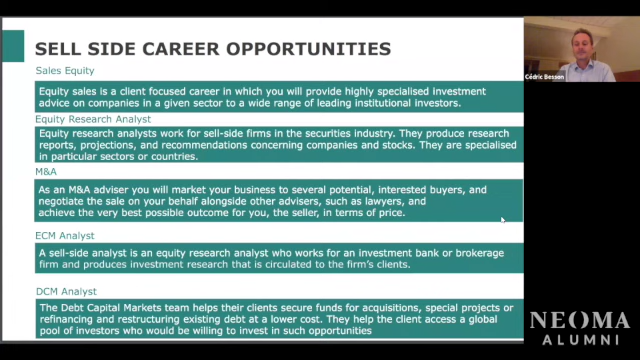 SELL SIDE CAREER OPPORTUNITIES
Sales Equity
Equity sales is a client focused career in which you will provide highly specialised investment
advice on companies in a given sector to a wide range of leading institutional investors.
Equity Research Analyst
Equity research analysts work for sell-side firms in the securities industry. They produce research
reports, projections, and recommendations concerning companies and stocks. They are specialised
in particular sectors or countries.
M&A
As an M&A adviser you will market your business to several potential, interested buyers, and
negotiate the sale on your behalf alongside other advisers, such as lawyers, and
achieve the very best possible outcome for you, the seller, in terms of price.
ECM Analyst
A sell-side analyst is an equity research analyst who works for an investment bank or brokerage
firm and produces investment research that is circulated to the firm's clients.
DCM Analyst
The Debt Capital Markets team helps their clients secure funds for acquisitions, special projects or
refinancing and restructuring existing debt at a lower cost. They help the client access a global
pool of investors who would be willing to invest in such opportunities
Cédric Besson
NEOMA
ALUMNI